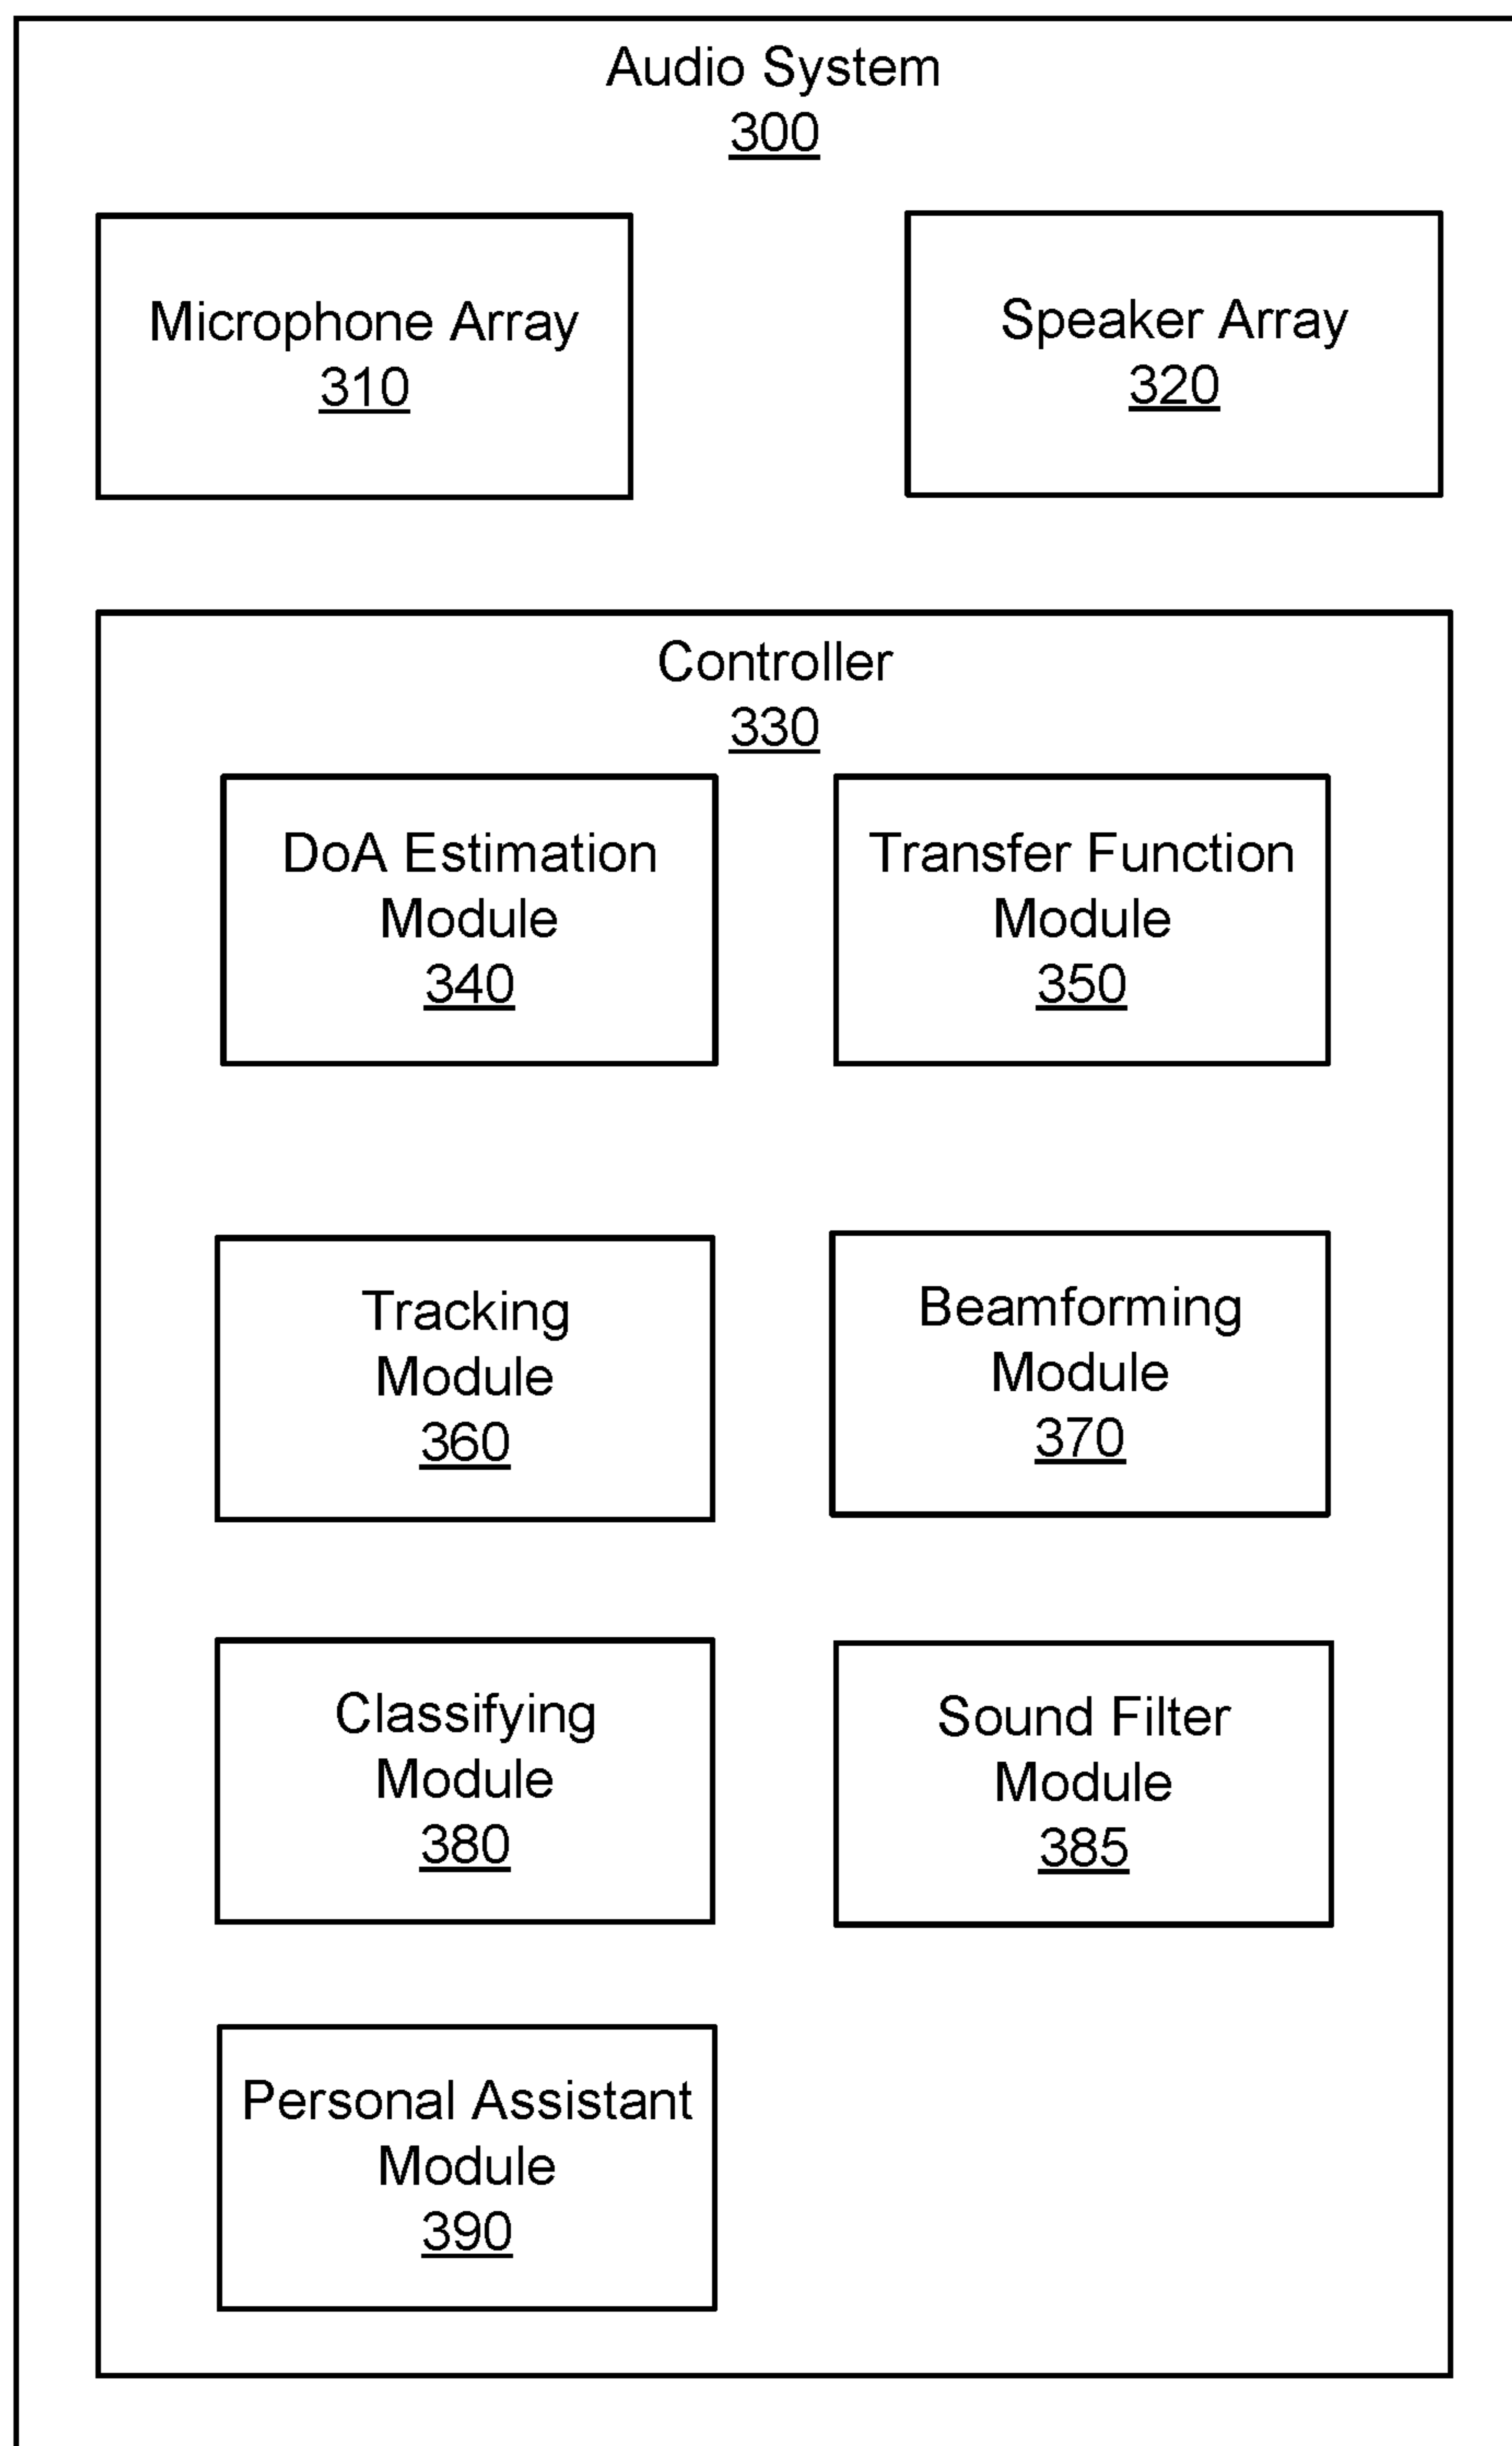 Audio System
300
Microphone Array
310
Speaker Array
320
Controller
330
DoA Estimation
Module
340
Transfer Function
Module
350
Tracking
Module
360
Beamforming
Module
370
Classifying
Module
380
Sound Filter
Module
385
Personal Assistant
Module
390